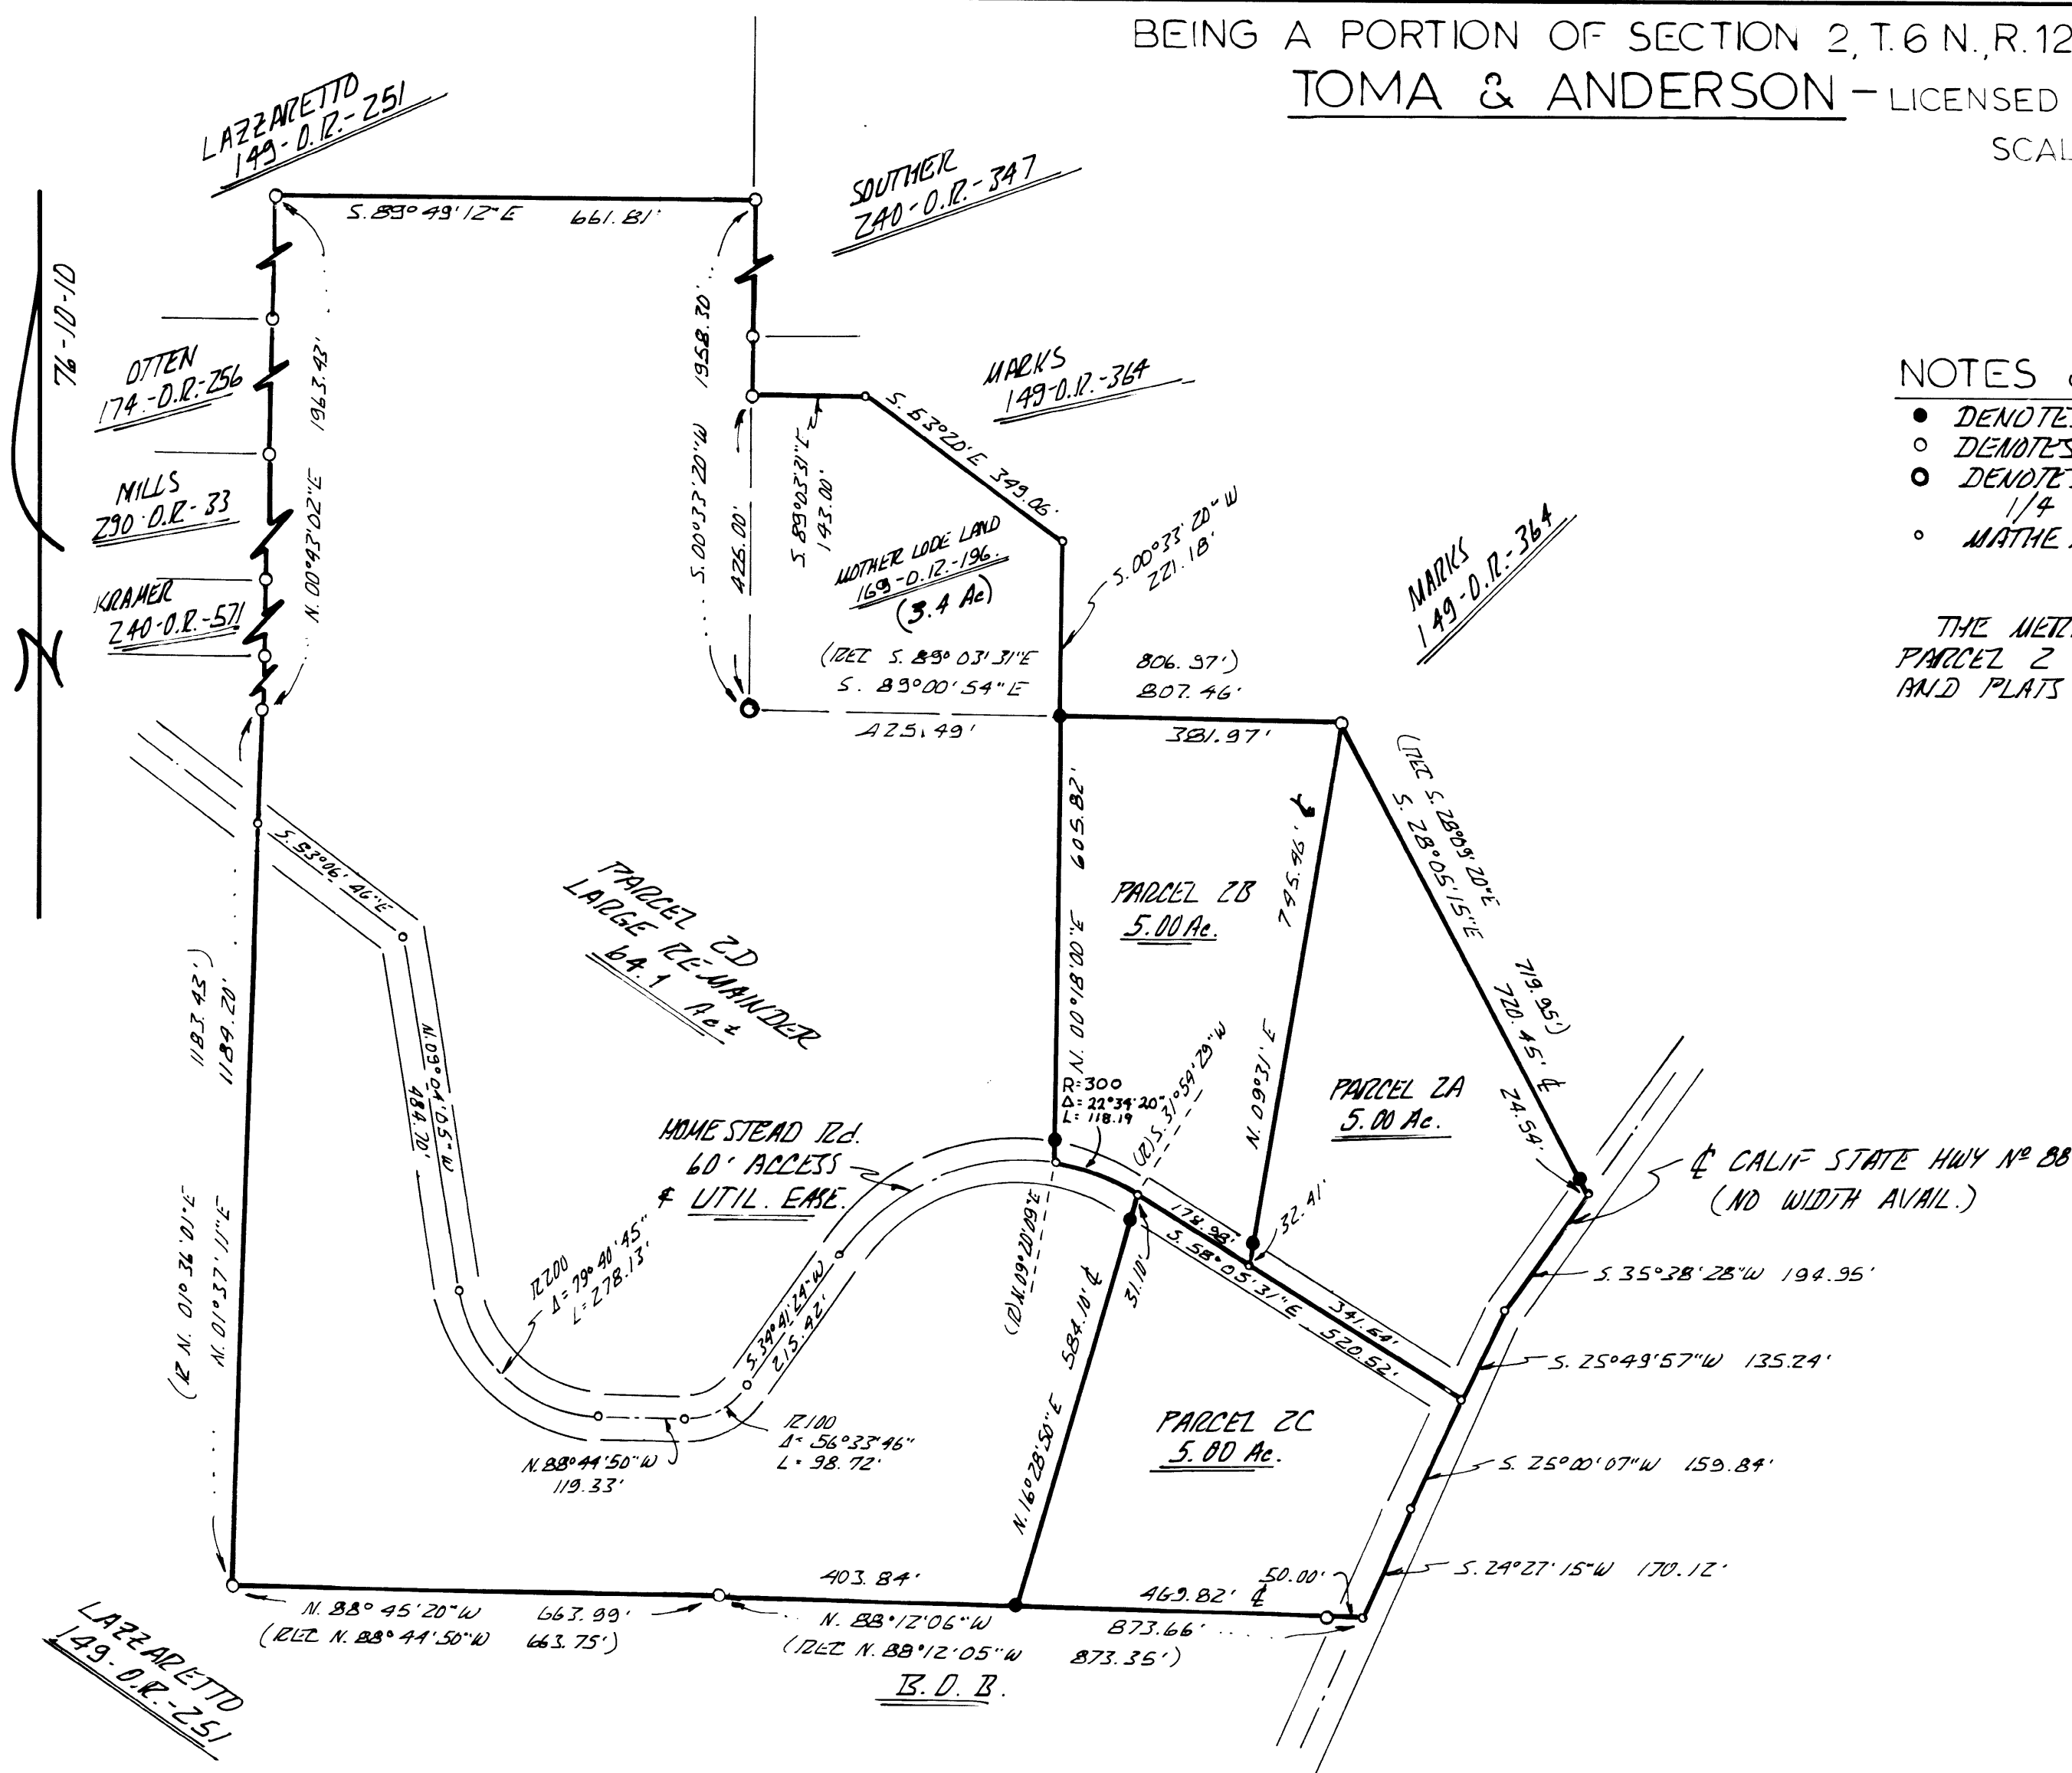 BEING A PORTION OF SECTION 2, T.6 N., R.12
TOMA & ANDERSON – LICENSED
SCAL
LAZZARETTO
149-O.R.-251
S. 89°49'12"E 661.81'
SOUTHER
240-O.R.-347
76-10-10
OTTEN
174-O.R.-256
MILLS
290-O.R.-33
KRAMER
240-O.R.-571
N
N. 00°43'02"E 1963.43'
S. 00°33'20"W 1958.30'
426.00'
S 89°03'31"E
143.00'
MARKS
149-O.R.-364
S. 53°20'E 349.06'
MOTHER LODE LAND
169-O.R.-196
(3.4 Ac)
S. 00°33'20"W
221.18'
MARKS
149-O.R.-364
(REC S. 89°03'31"E 806.97')
S. 89°00'54"E 807.46'
425.49'
381.97'
NOTES &
● DENOTE
○ DENOTES
DENOTE
1/4
MATHE
THE MER
PARCEL 2
AND PLATS
S. 53°06'46"E
N. 09°04'05"W
484.70'
PARCEL 2D
LARGE REMAINDER
64.1 Ac±
N. 00°18'00"E 605.82'
PARCEL 2B
5.00 Ac.
N. 09°31'E 745.46' ¢
(REC S. 28°09'20"E 719.95')
S. 28°05'15"E 720.45' ¢
24.54'
PARCEL 2A
5.00 Ac.
R=300
Δ=22°34'20"
L=118.19
(R) S. 31°54'29"W
(R) N. 09°20'09"E
HOMESTEAD Rd.
60' ACCESS
& UTIL. EASE.
R200
Δ=79°40'45"
L=278.13'
S. 34°41'24"W
215.42'
R100
Δ=56°33'46"
L=98.72'
N. 88°44'50"W
119.33'
178.98'
32.41'
31.10'
S. 58°05'31"E 520.52'
341.54'
N. 16°28'50"E 584.10' ¢
PARCEL 2C
5.00 Ac.
¢ CALIF STATE HWY Nº 88
(NO WIDTH AVAIL.)
S. 35°38'28"W 194.95'
S. 25°49'57"W 135.24'
S. 25°00'07"W 159.84'
S. 24°27'15"W 170.12'
(R N. 01°36'01"E 1183.43')
N. 01°37'11"E 1184.20'
N. 88°45'20"W 663.99'
(REC N. 88°44'50"W 663.75')
403.84'
469.82' ¢
50.00'
N. 88°12'06"W 873.66'
(REC N. 88°12'05"W 873.35')
B.O.B.
LAZZARETTO
149-O.R.-251